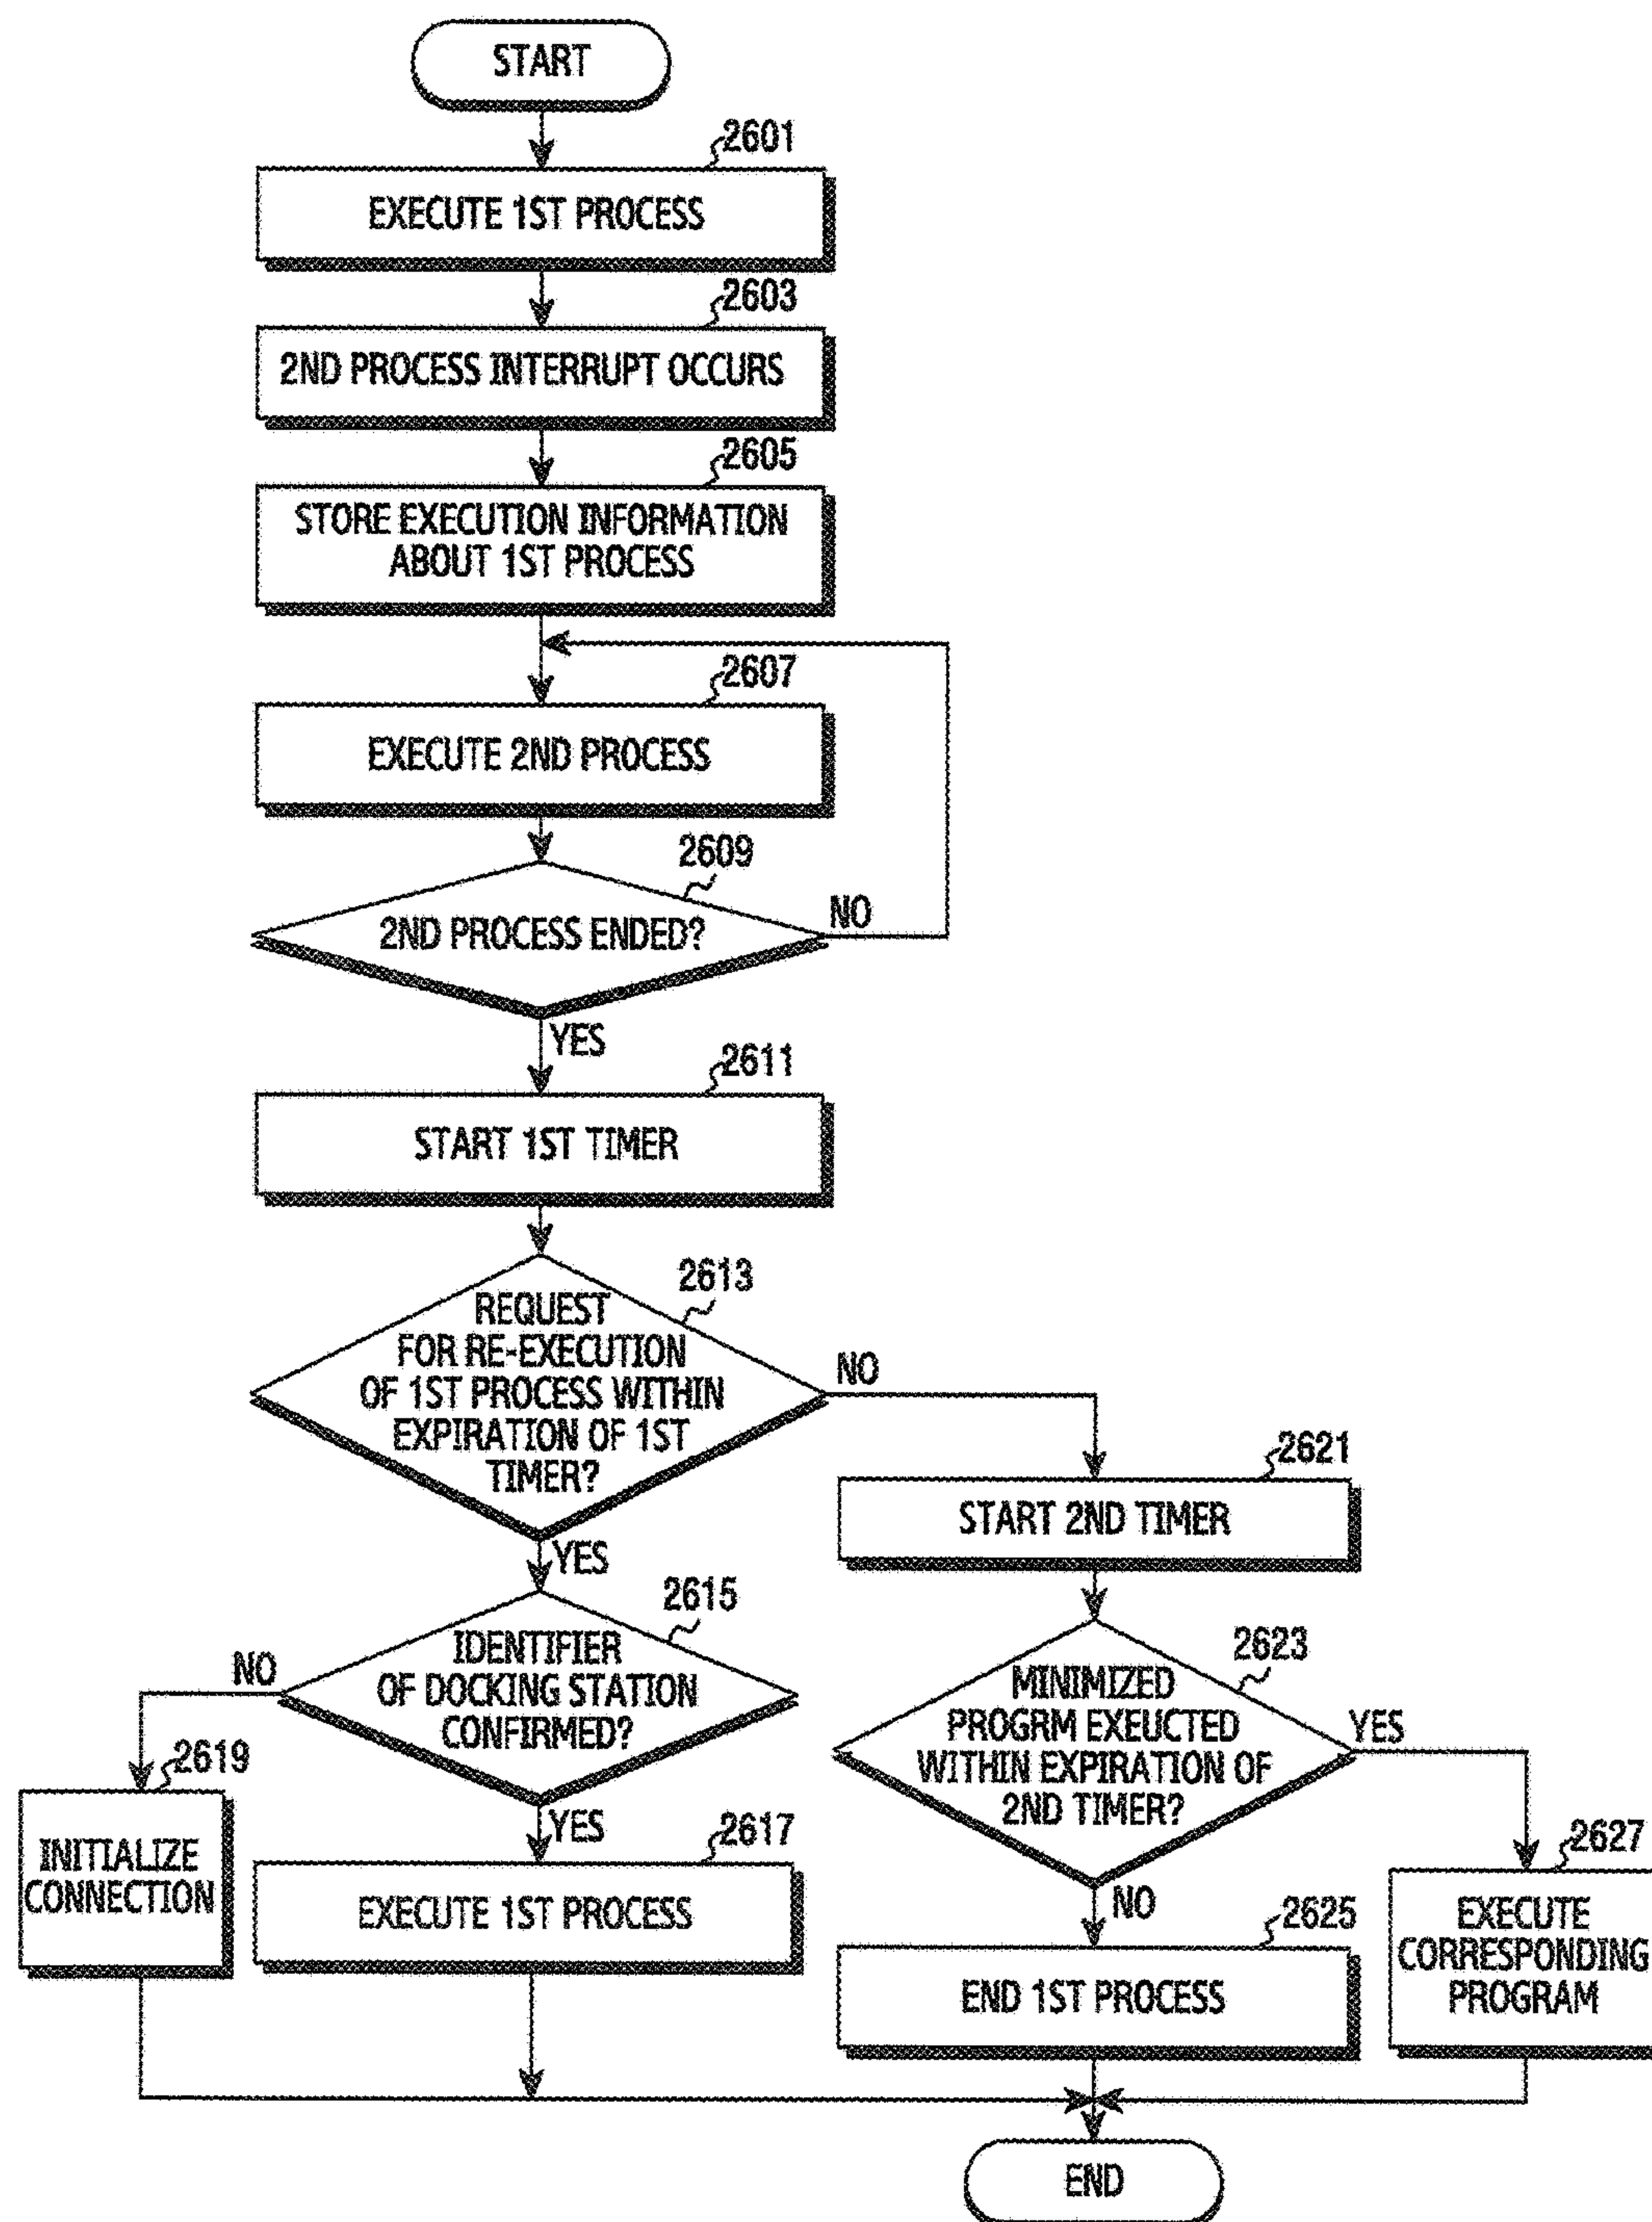 START
2601
EXECUTE 1ST PROCESS
2603
2ND PROCESS INTERRUPT OCCURS
2605
STORE EXECUTION INFORMATION
ABOUT 1ST PROCESS
2607
EXECUTE 2ND PROCESS
2609
2ND PROCESS ENDED?
NO
YES
2611
START 1ST TIMER
2613
REQUEST
FOR RE-EXECUTION
OF 1ST PROCESS WITHIN
EXPIRATION OF 1ST
TIMER?
NO
YES
2621
START 2ND TIMER
2615
IDENTIFIER
OF DOCKING STATION
CONFIRMED?
NO
YES
2623
MINIMIZED
PROGRM EXEUCTED
WITHIN EXPIRATION OF
2ND TIMER?
YES
NO
2619
INITIALIZE
CONNECTION
2617
EXECUTE 1ST PROCESS
2625
END 1ST PROCESS
2627
EXECUTE
CORRESPONDING
PROGRAM
END